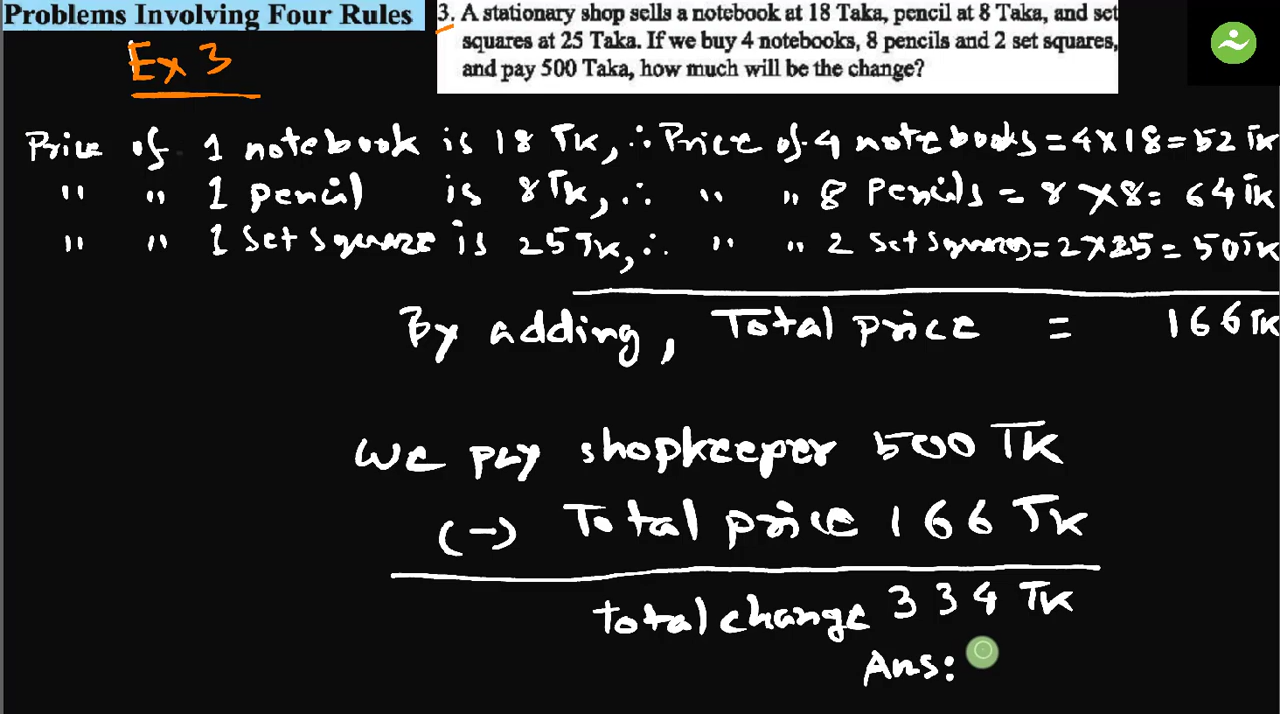 Problems Involving Four Rules
3. A stationary shop sells a notebook at 18 Taka, pencil at 8 Taka, and set
squares at 25 Taka. If we buy 4 notebooks, 8 pencils and 2 set squares,
and pay 500 Taka, how much will be the change?
Ex 3
Price of 1 notebook is 18 Tk, ∴ Price of 4 notebooks = 4 x 18 = 52 Tk
" " 1 pencil is 8 Tk, ∴ " " 8 Pencils = 8 x 8 = 64 Tk
" " 1 Set Square is 25 Tk, ∴ " " 2 Set Squares = 2 x 25 = 50 Tk
By adding, Total price = 166 Tk
We pay shopkeeper 500 Tk
(-) Total price 166 Tk
total change 334 Tk
Ans: